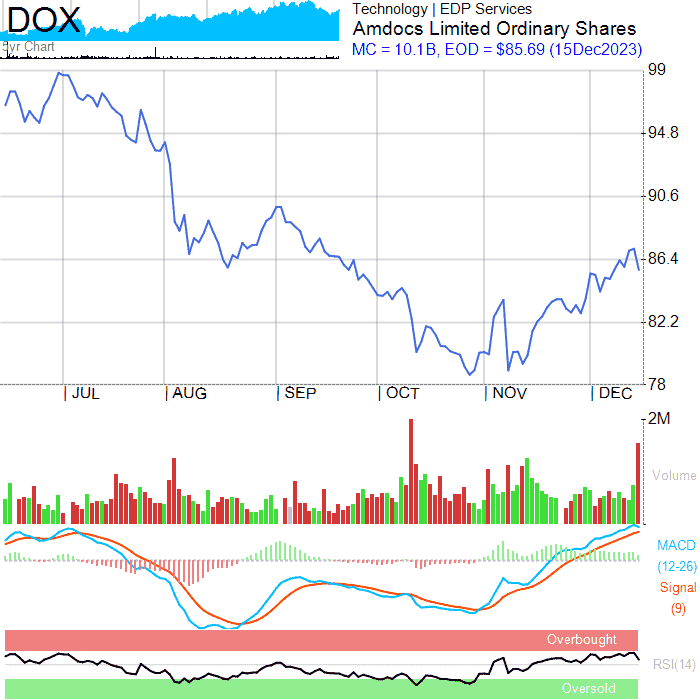 DOX
5yr Chart
Technology | EDP Services
Amdocs Limited Ordinary Shares
MC = 10.1B, EOD = $85.69 (15Dec2023)
99
94.8
90.6
86.4
82.2
78
| JUL | AUG | SEP | OCT | NOV | DEC
2M
Volume
MACD
(12-26)
Signal
(9)
Overbought
RSI(14)
Oversold